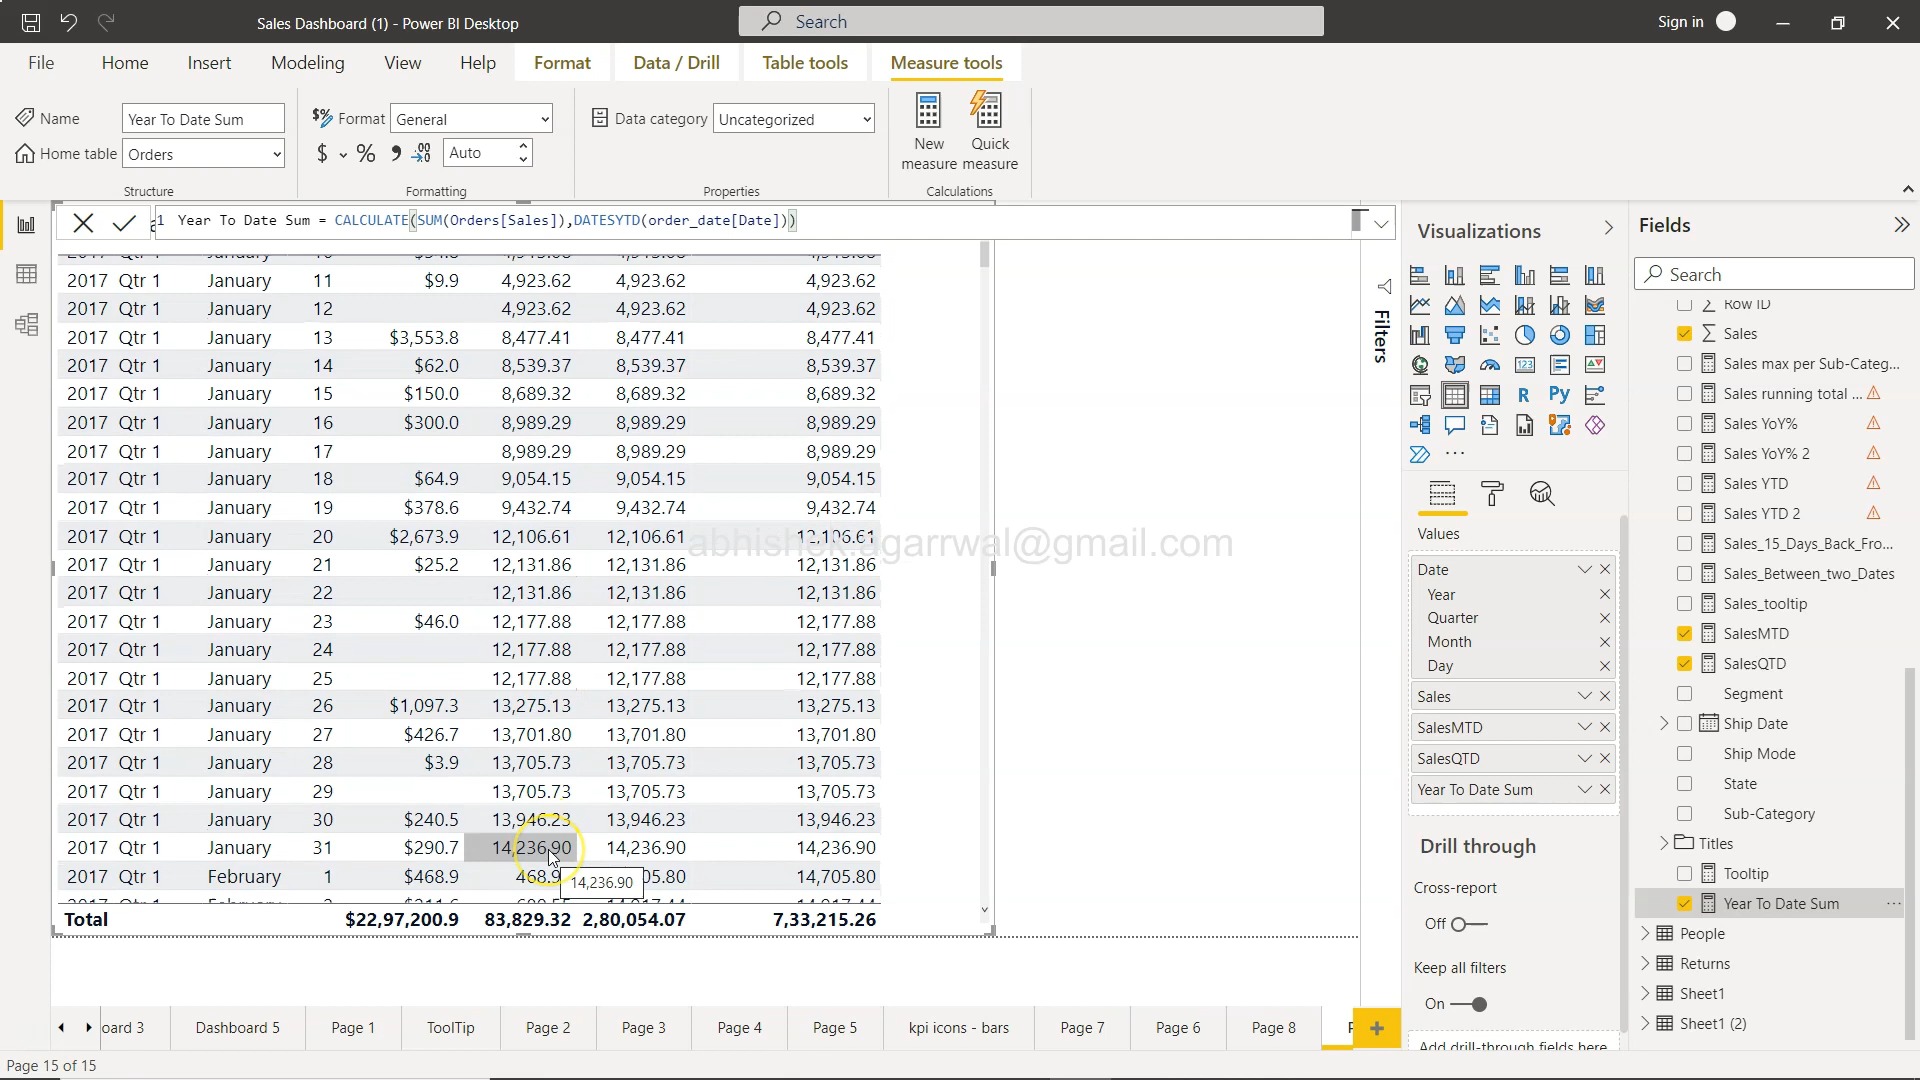 Sales Dashboard (1) - Power BI Desktop
Search
Sign in
File Home Insert Modeling View Help Format Data / Drill Table tools Measure tools
Name Year To Date Sum
Home table Orders
Structure
Format General
$ % 9 .00 Auto
Formatting
Data category Uncategorized
Properties
New measure
Quick measure
Calculations
1 Year To Date Sum = CALCULATE(SUM(Orders[Sales]),DATESYTD(order_date[Date]))
2017 Qtr 1 January 11 $9.9 4,923.62 4,923.62 4,923.62
2017 Qtr 1 January 12 4,923.62 4,923.62 4,923.62
2017 Qtr 1 January 13 $3,553.8 8,477.41 8,477.41 8,477.41
2017 Qtr 1 January 14 $62.0 8,539.37 8,539.37 8,539.37
2017 Qtr 1 January 15 $150.0 8,689.32 8,689.32 8,689.32
2017 Qtr 1 January 16 $300.0 8,989.29 8,989.29 8,989.29
2017 Qtr 1 January 17 8,989.29 8,989.29 8,989.29
2017 Qtr 1 January 18 $64.9 9,054.15 9,054.15 9,054.15
2017 Qtr 1 January 19 $378.6 9,432.74 9,432.74 9,432.74
2017 Qtr 1 January 20 $2,673.9 12,106.61 12,106.61 12,106.61
2017 Qtr 1 January 21 $25.2 12,131.86 12,131.86 12,131.86
2017 Qtr 1 January 22 12,131.86 12,131.86 12,131.86
2017 Qtr 1 January 23 $46.0 12,177.88 12,177.88 12,177.88
2017 Qtr 1 January 24 12,177.88 12,177.88 12,177.88
2017 Qtr 1 January 25 12,177.88 12,177.88 12,177.88
2017 Qtr 1 January 26 $1,097.3 13,275.13 13,275.13 13,275.13
2017 Qtr 1 January 27 $426.7 13,701.80 13,701.80 13,701.80
2017 Qtr 1 January 28 $3.9 13,705.73 13,705.73 13,705.73
2017 Qtr 1 January 29 13,705.73 13,705.73 13,705.73
2017 Qtr 1 January 30 $240.5 13,946.23 13,946.23 13,946.23
2017 Qtr 1 January 31 $290.7 14,236.90 14,236.90 14,236.90
2017 Qtr 1 February 1 $468.9 468.9 05.80 14,705.80
14,236.90
Total $22,97,200.9 83,829.32 2,80,054.07 7,33,215.26
abhishek.agarrwal@gmail.com
Filters
Visualizations
R Py
123
...
Values
Date
Year
Quarter
Month
Day
Sales
SalesMTD
SalesQTD
Year To Date Sum
Drill through
Cross-report
Off
Keep all filters
On
Add drill-through fields here
Fields
Search
Row ID
Sales
Sales max per Sub-Categ...
Sales running total ...
Sales YoY%
Sales YoY% 2
Sales YTD
Sales YTD 2
Sales_15_Days_Back_Fro...
Sales_Between_two_Dates
Sales_tooltip
SalesMTD
SalesQTD
Segment
Ship Date
Ship Mode
State
Sub-Category
Titles
Tooltip
Year To Date Sum ...
People
Returns
Sheet1
Sheet1 (2)
oard 3 Dashboard 5 Page 1 ToolTip Page 2 Page 3 Page 4 Page 5 kpi icons - bars Page 7 Page 6 Page 8
Page 15 of 15